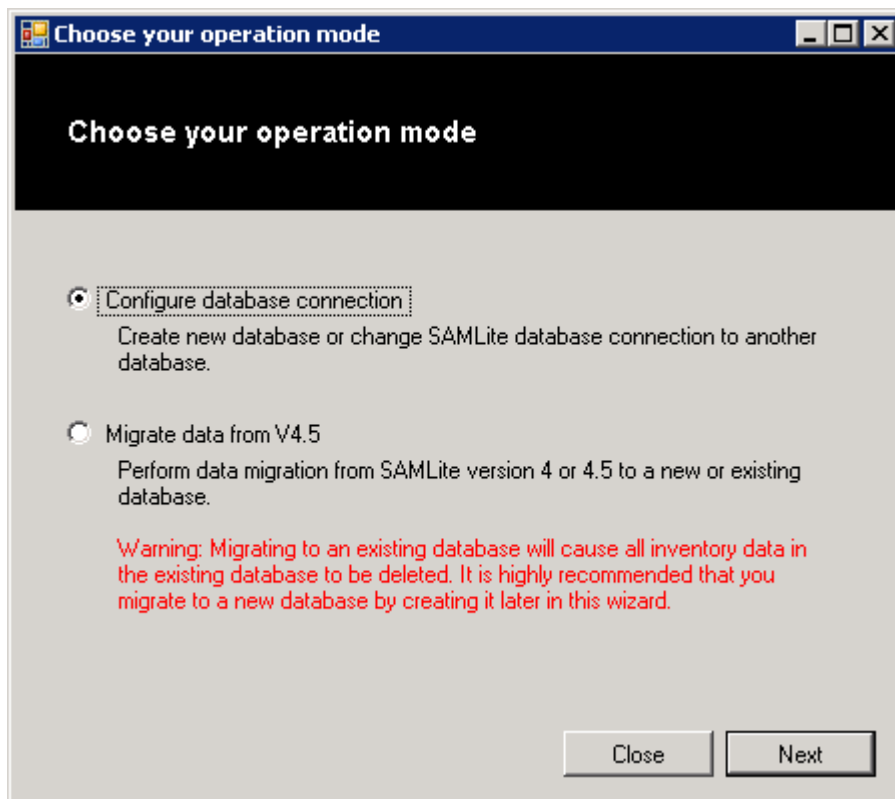 Choose your operation mode
Choose your operation mode
Configure database connection
Create new database or change SAMLite database connection to another
database.
Migrate data from V4.5
Perform data migration from SAMLite version 4 or 4.5 to a new or existing
database.
Warning: Migrating to an existing database will cause all inventory data in
the existing database to be deleted. It is highly recommended that you
migrate to a new database by creating it later in this wizard.
Close
Next